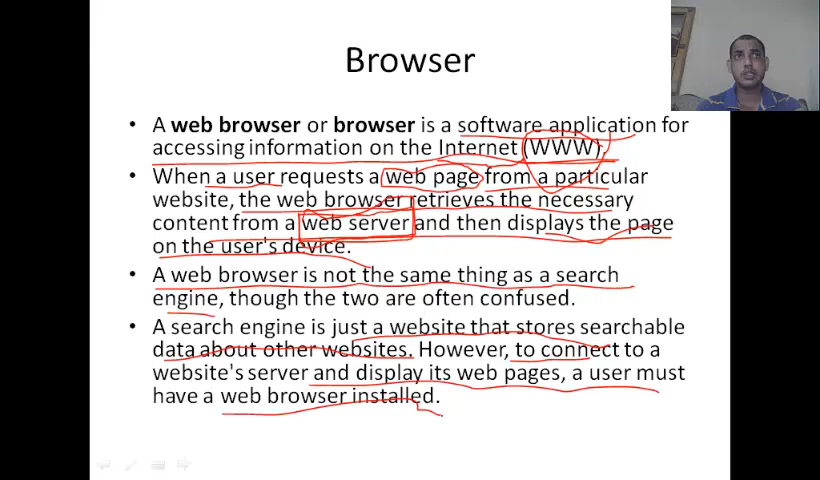 Browser
• A web browser or browser is a software application for
accessing information on the Internet (WWW).
• When a user requests a web page from a particular
website, the web browser retrieves the necessary
content from a web server and then displays the page
on the user's device.
• A web browser is not the same thing as a search
engine, though the two are often confused.
• A search engine is just a website that stores searchable
data about other websites. However, to connect to a
website's server and display its web pages, a user must
have a web browser installed.